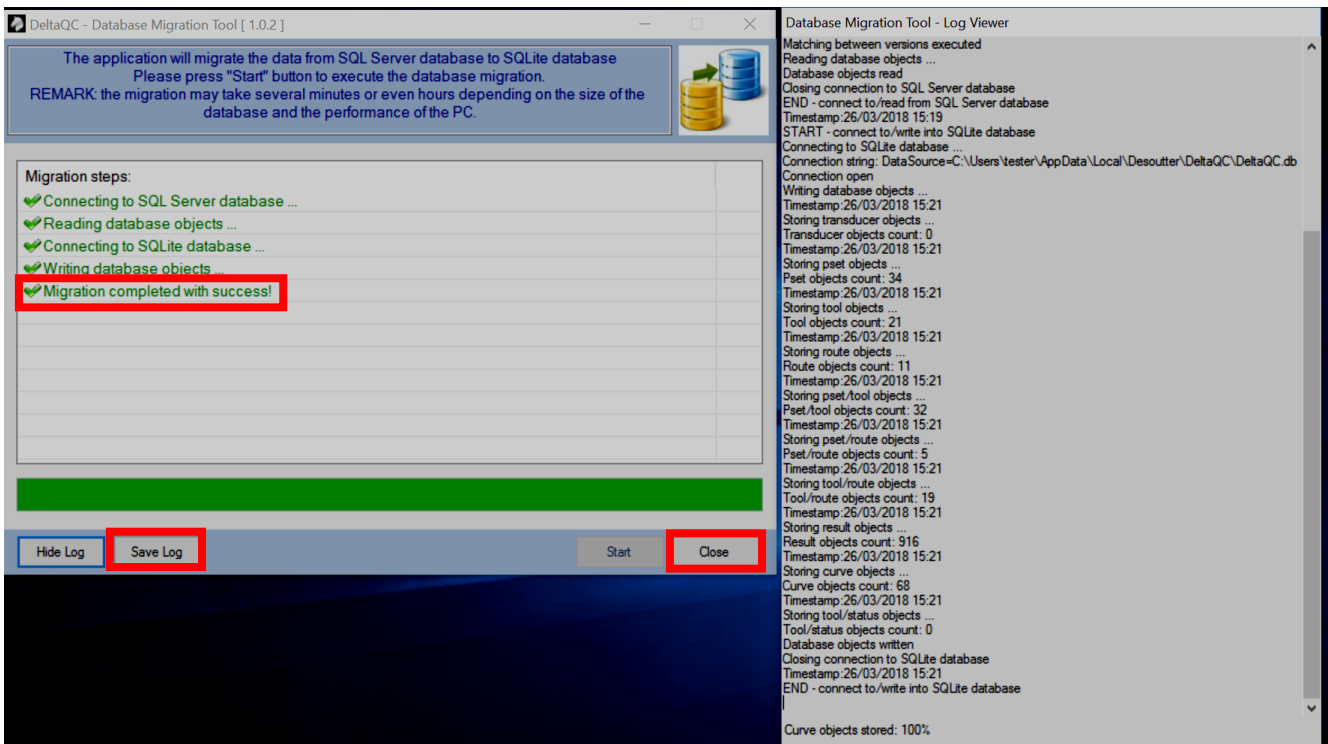 DeltaQC - Database Migration Tool [ 1.0.2 ]
The application will migrate the data from SQL Server database to SQLite database
Please press "Start" button to execute the database migration.
REMARK: the migration may take several minutes or even hours depending on the size of the
database and the performance of the PC.
Migration steps:
Connecting to SQL Server database ...
Reading database objects ...
Connecting to SQLite database ...
Writing database objects ...
Migration completed with success!
Hide Log
Save Log
Start
Close
Database Migration Tool - Log Viewer
Matching between versions executed
Reading database objects ...
Database objects read
Closing connection to SQL Server database
END - connect to/read from SQL Server database
Timestamp:26/03/2018 15:19
START - connect to/write into SQLite database
Connecting to SQLite database ...
Connection string: DataSource=C:\Users\tester\AppData\Local\Desoutter\DeltaQC\DeltaQC.db
Connection open
Writing database objects ...
Timestamp:26/03/2018 15:21
Storing transducer objects ...
Transducer objects count: 0
Timestamp:26/03/2018 15:21
Storing pset objects ...
Pset objects count: 34
Timestamp:26/03/2018 15:21
Storing tool objects ...
Tool objects count: 21
Timestamp:26/03/2018 15:21
Storing route objects ...
Route objects count: 11
Timestamp:26/03/2018 15:21
Storing pset/tool objects ...
Pset/tool objects count: 32
Timestamp:26/03/2018 15:21
Storing pset/route objects ...
Pset/route objects count: 5
Timestamp:26/03/2018 15:21
Storing tool/route objects ...
Tool/route objects count: 19
Timestamp:26/03/2018 15:21
Storing result objects ...
Result objects count: 916
Timestamp:26/03/2018 15:21
Storing curve objects ...
Curve objects count: 68
Timestamp:26/03/2018 15:21
Storing tool/status objects ...
Tool/status objects count: 0
Database objects written
Closing connection to SQLite database
Timestamp:26/03/2018 15:21
END - connect to/write into SQLite database
Curve objects stored: 100%